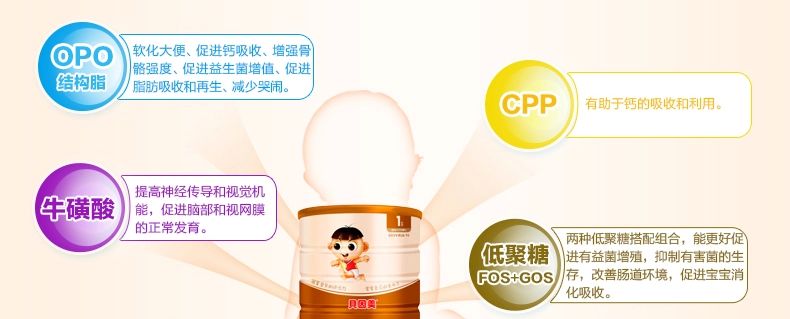 OPO
结构脂
软化大便、促进钙吸收、增强骨
骼强度、促进益生菌增值、促进
脂肪吸收和再生、减少哭闹。
CPP
有助于钙的吸收和利用。
牛磺酸
提高神经传导和视觉机
能，促进脑部和视网膜
的正常发育。
低聚糖
FOS+GOS
两种低聚糖搭配组合，能更好促
进有益菌增殖，抑制有害菌的生
存，改善肠道环境，促进宝宝消
化吸收。
1
贝因美